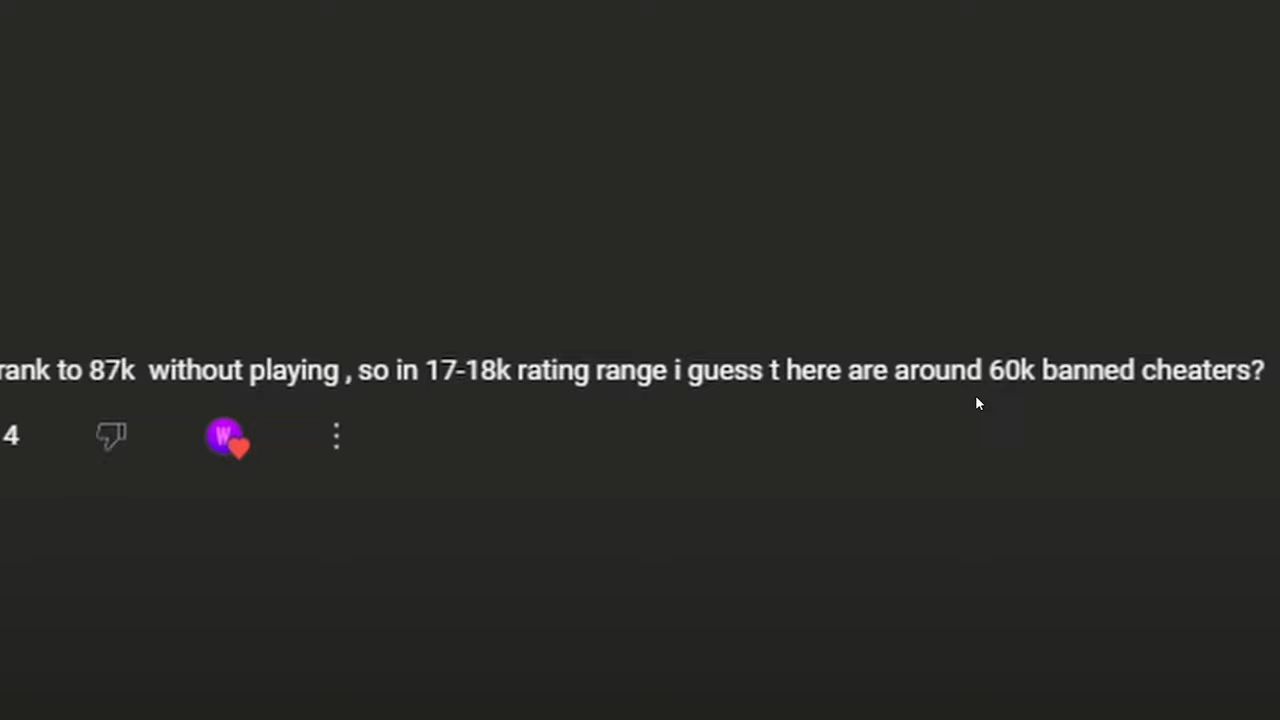 rank to 87k  without playing , so in 17-18k rating range i guess t here are around 60k banned cheaters?
4
W